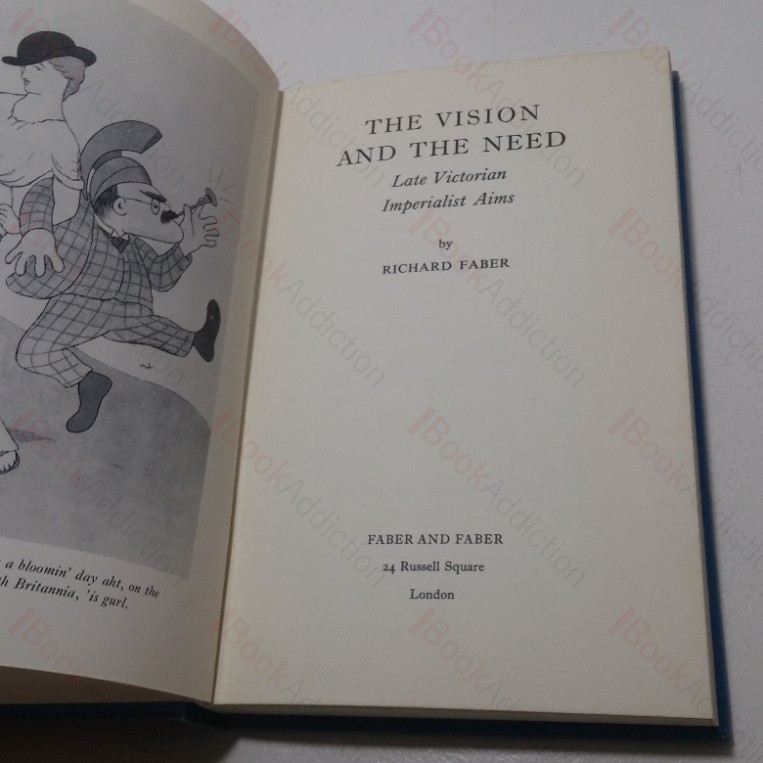 a bloomin' day aht, on the
Britannia, 'is gurl.
THE VISION
AND THE NEED
Late Victorian
Imperialist Aims
by
RICHARD FABER
FABER AND FABER
24 Russell Square
London
BookAddiction